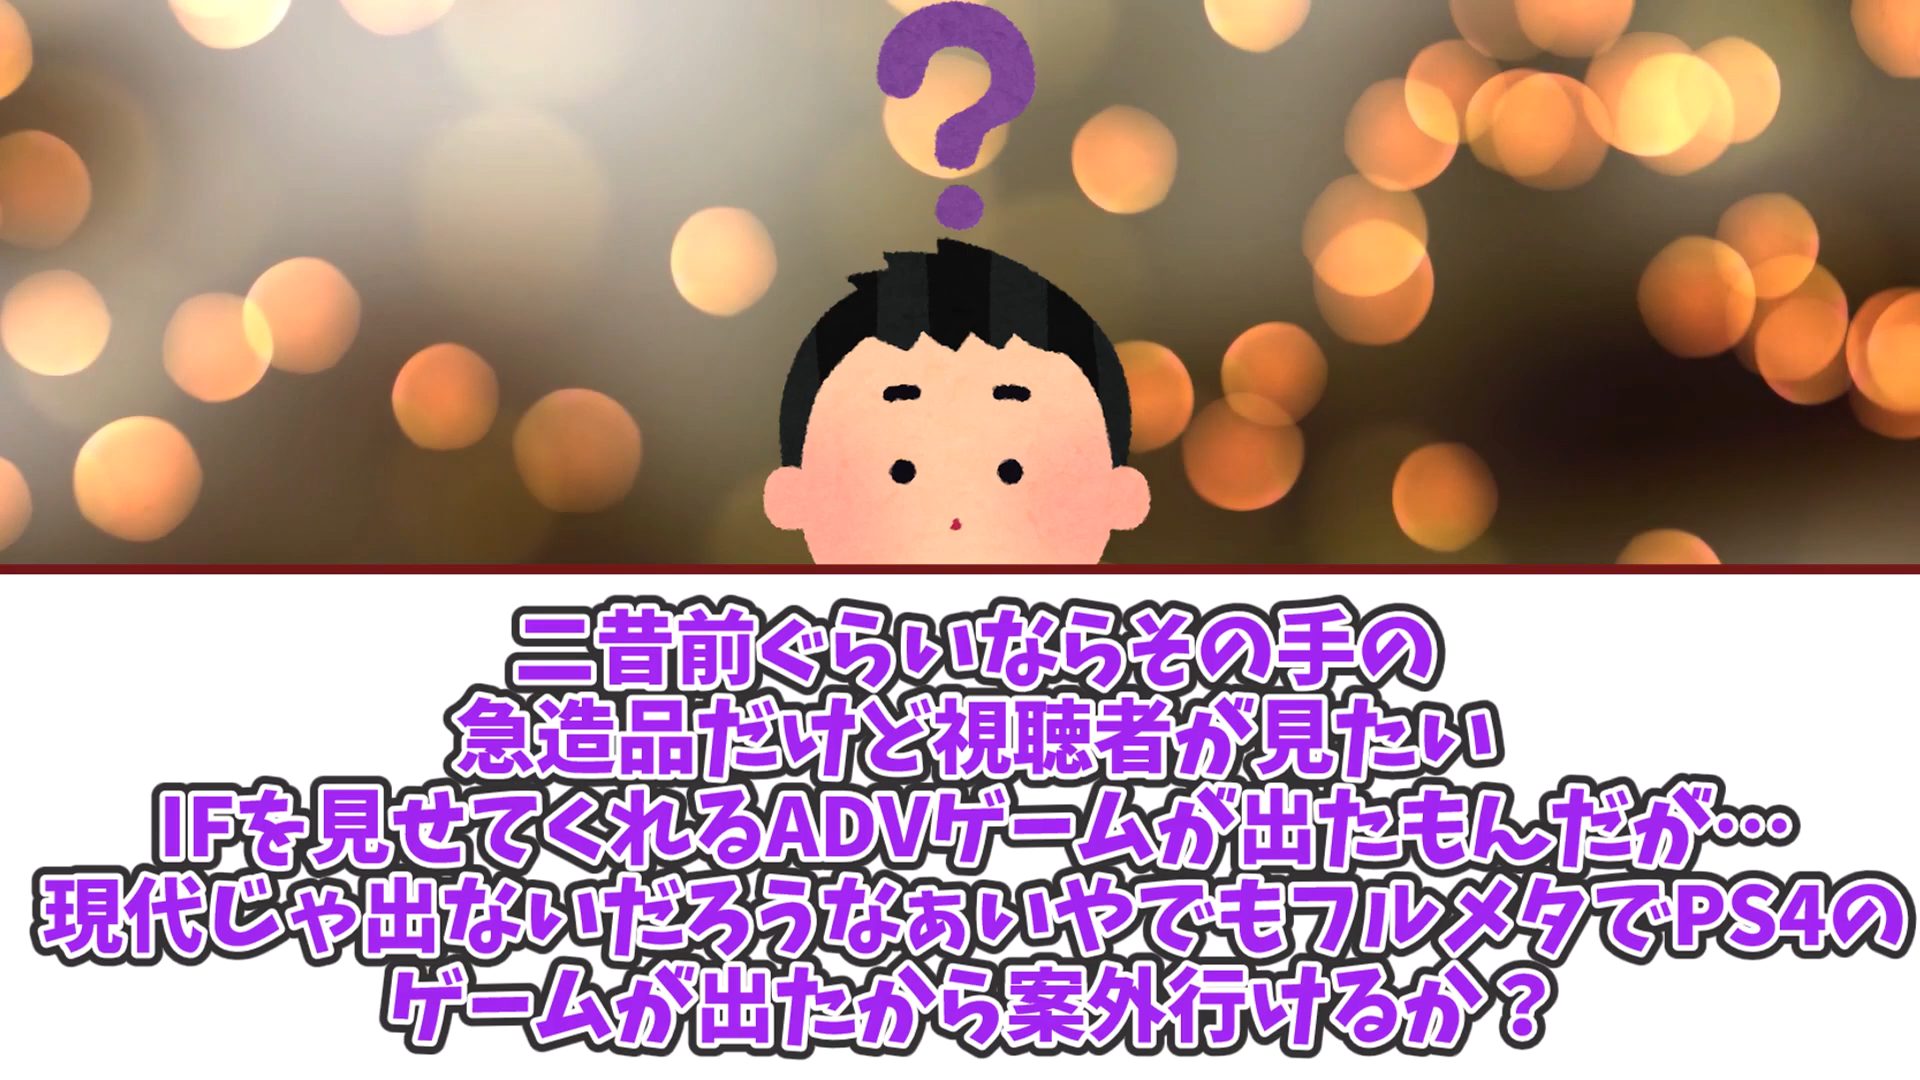 ?
二昔前ぐらいならその手の
急造品だけど視聴者が見たい
IFを見せてくれるADVゲームが出たもんだが…
現代じゃ出ないだろうなぁいやでもフルメタでPS4の
ゲームが出たから案外行けるか？